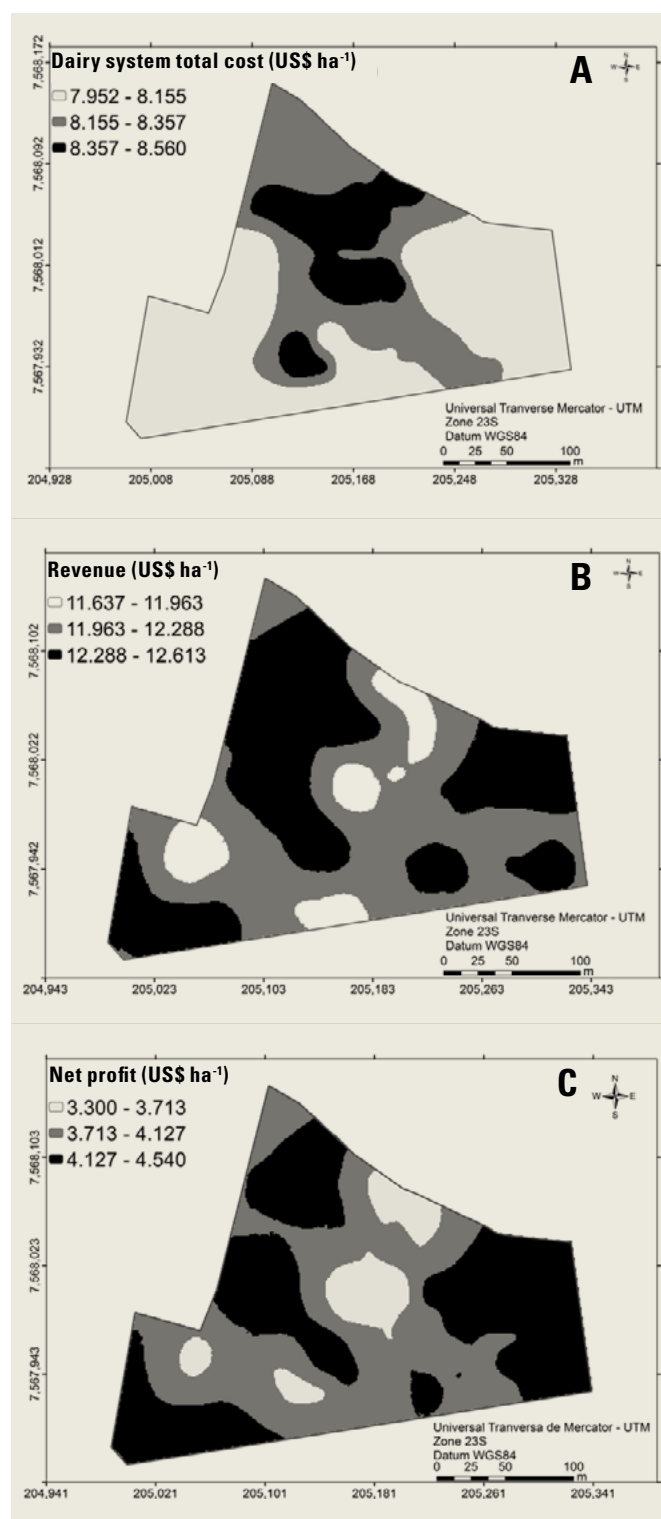 Dairy system total cost (US$ ha-1)
A
N
W E
S
7.952 - 8.155
8.155 - 8.357
8.357 - 8.560
7,568,172
7,568,092
7,568,012
7,567,932
Universal Tranverse Mercator - UTM
Zone 23S
Datum WGS84
0 25 50 100
m
204,928 205,008 205,088 205,168 205,248 205,328
Revenue (US$ ha-1)
B
N
W E
S
11.637 - 11.963
11.963 - 12.288
12.288 - 12.613
7,568,102
7,568,022
7,567,942
Universal Tranverse Mercator - UTM
Zone 23S
Datum WGS84
0 25 50 100
m
204,943 205,023 205,103 205,183 205,263 205,343
Net profit (US$ ha-1)
C
N
W E
S
3.300 - 3.713
3.713 - 4.127
4.127 - 4.540
7,568,103
7,568,023
7,567,943
Universal Tranversa de Mercator - UTM
Zone 23S
Datum WGS84
0 25 50 100
m
204,941 205,021 205,101 205,181 205,261 205,341